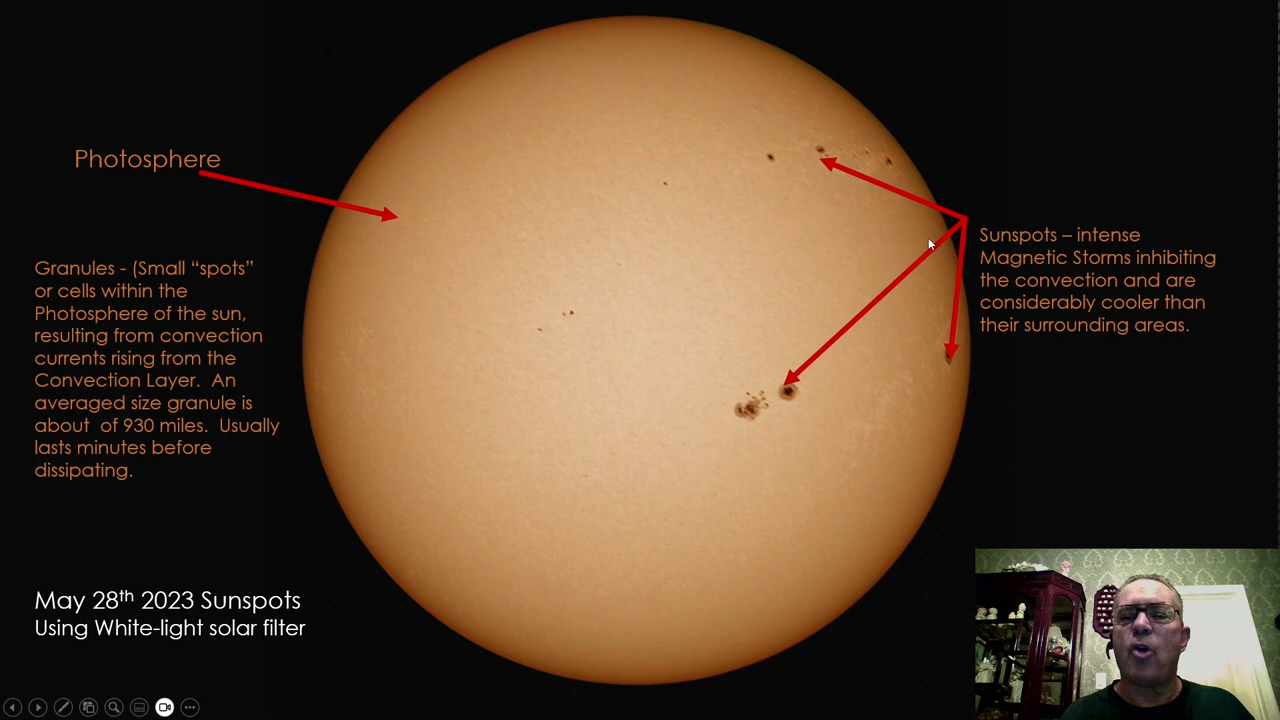 Photosphere
Granules - (Small “spots”
or cells within the
Photosphere of the sun,
resulting from convection
currents rising from the
Convection Layer.  An
averaged size granule is
about  of 930 miles.  Usually
lasts minutes before
dissipating.
Sunspots – intense
Magnetic Storms inhibiting
the convection and are
considerably cooler than
their surrounding areas.
May 28th 2023 Sunspots
Using White-light solar filter